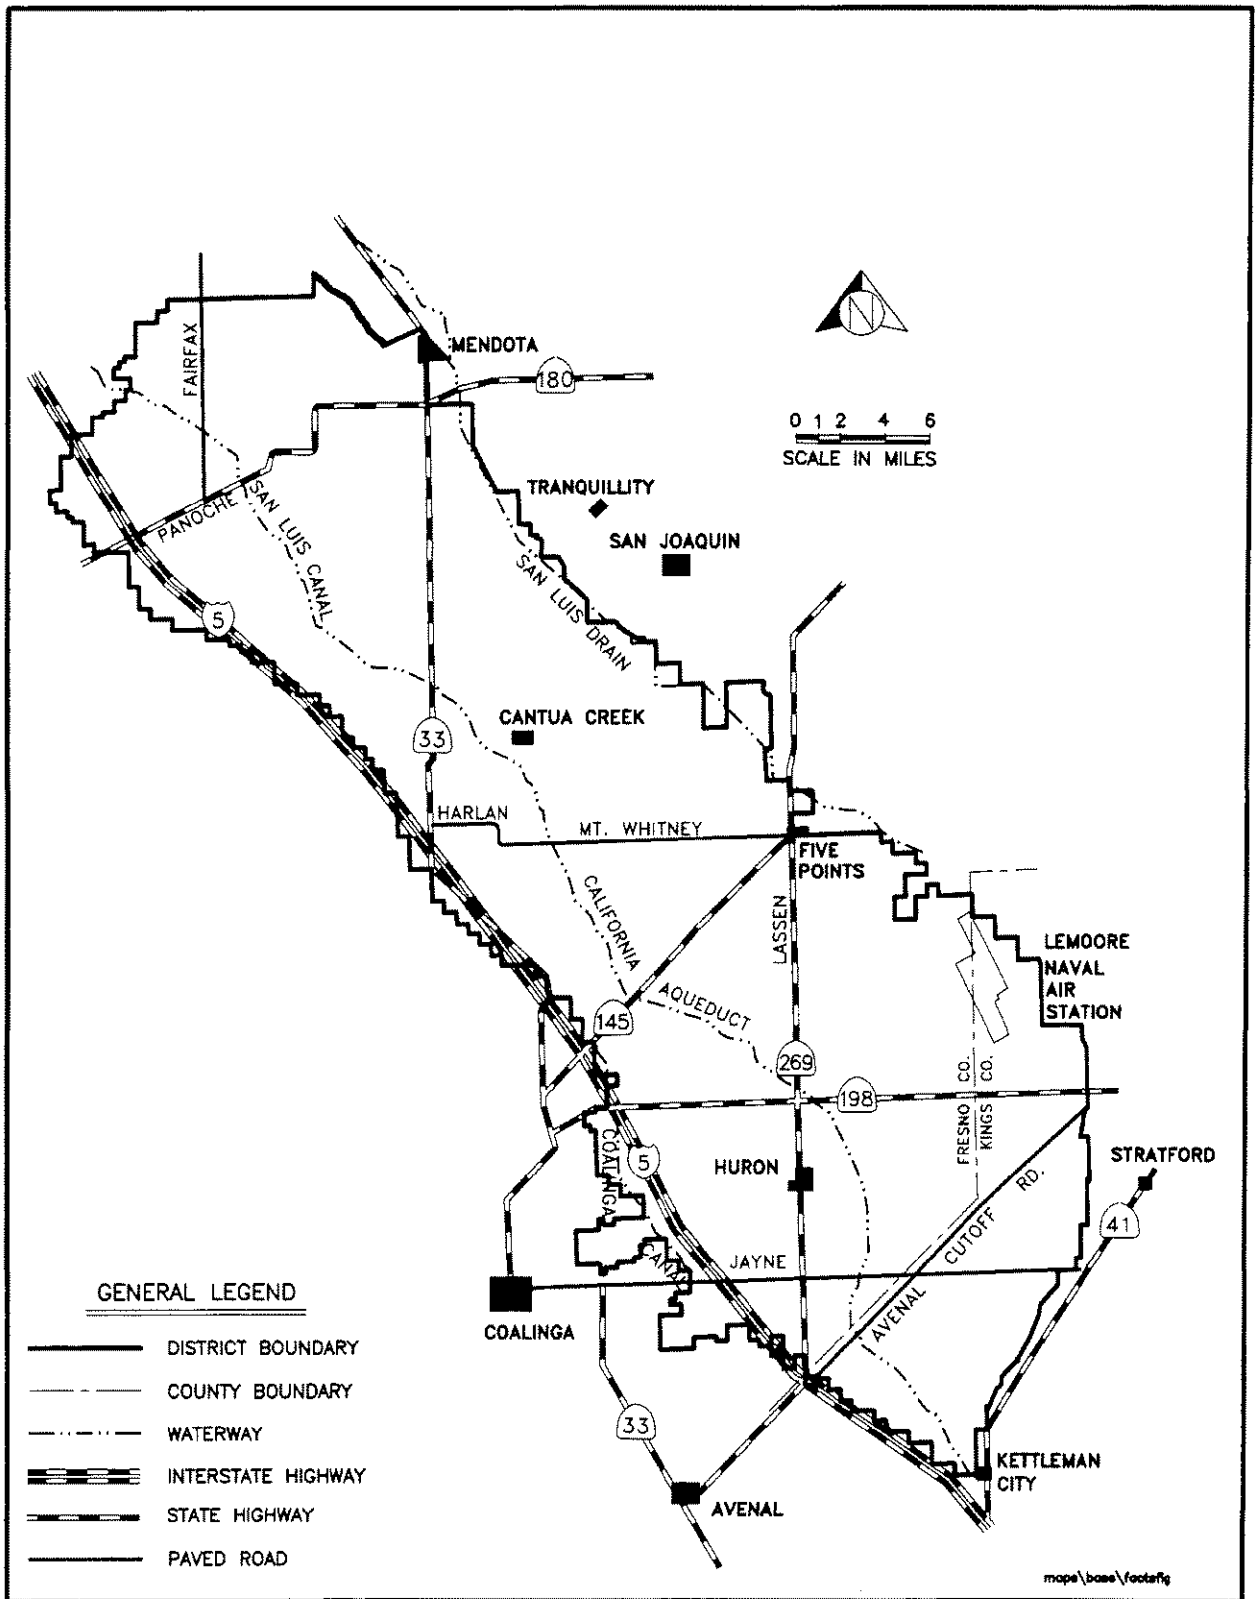 MENDOTA
FAIRFAX
180
0 1 2 4 6
SCALE IN MILES
N
TRANQUILLITY
PANOCHE
SAN LUIS CANAL
SAN JOAQUIN
SAN LUIS DRAIN
5
CANTUA CREEK
33
HARLAN
MT. WHITNEY
FIVE
POINTS
CALIFORNIA
AQUEDUCT
LASSEN
LEMOORE
NAVAL
AIR
STATION
145
269
198
FRESNO CO.
KINGS CO.
COALINGA
CANAL
5
HURON
STRATFORD
AVENAL CUTOFF RD.
41
JAYNE
COALINGA
33
AVENAL
KETTLEMAN
CITY
GENERAL LEGEND
DISTRICT BOUNDARY
COUNTY BOUNDARY
WATERWAY
INTERSTATE HIGHWAY
STATE HIGHWAY
PAVED ROAD